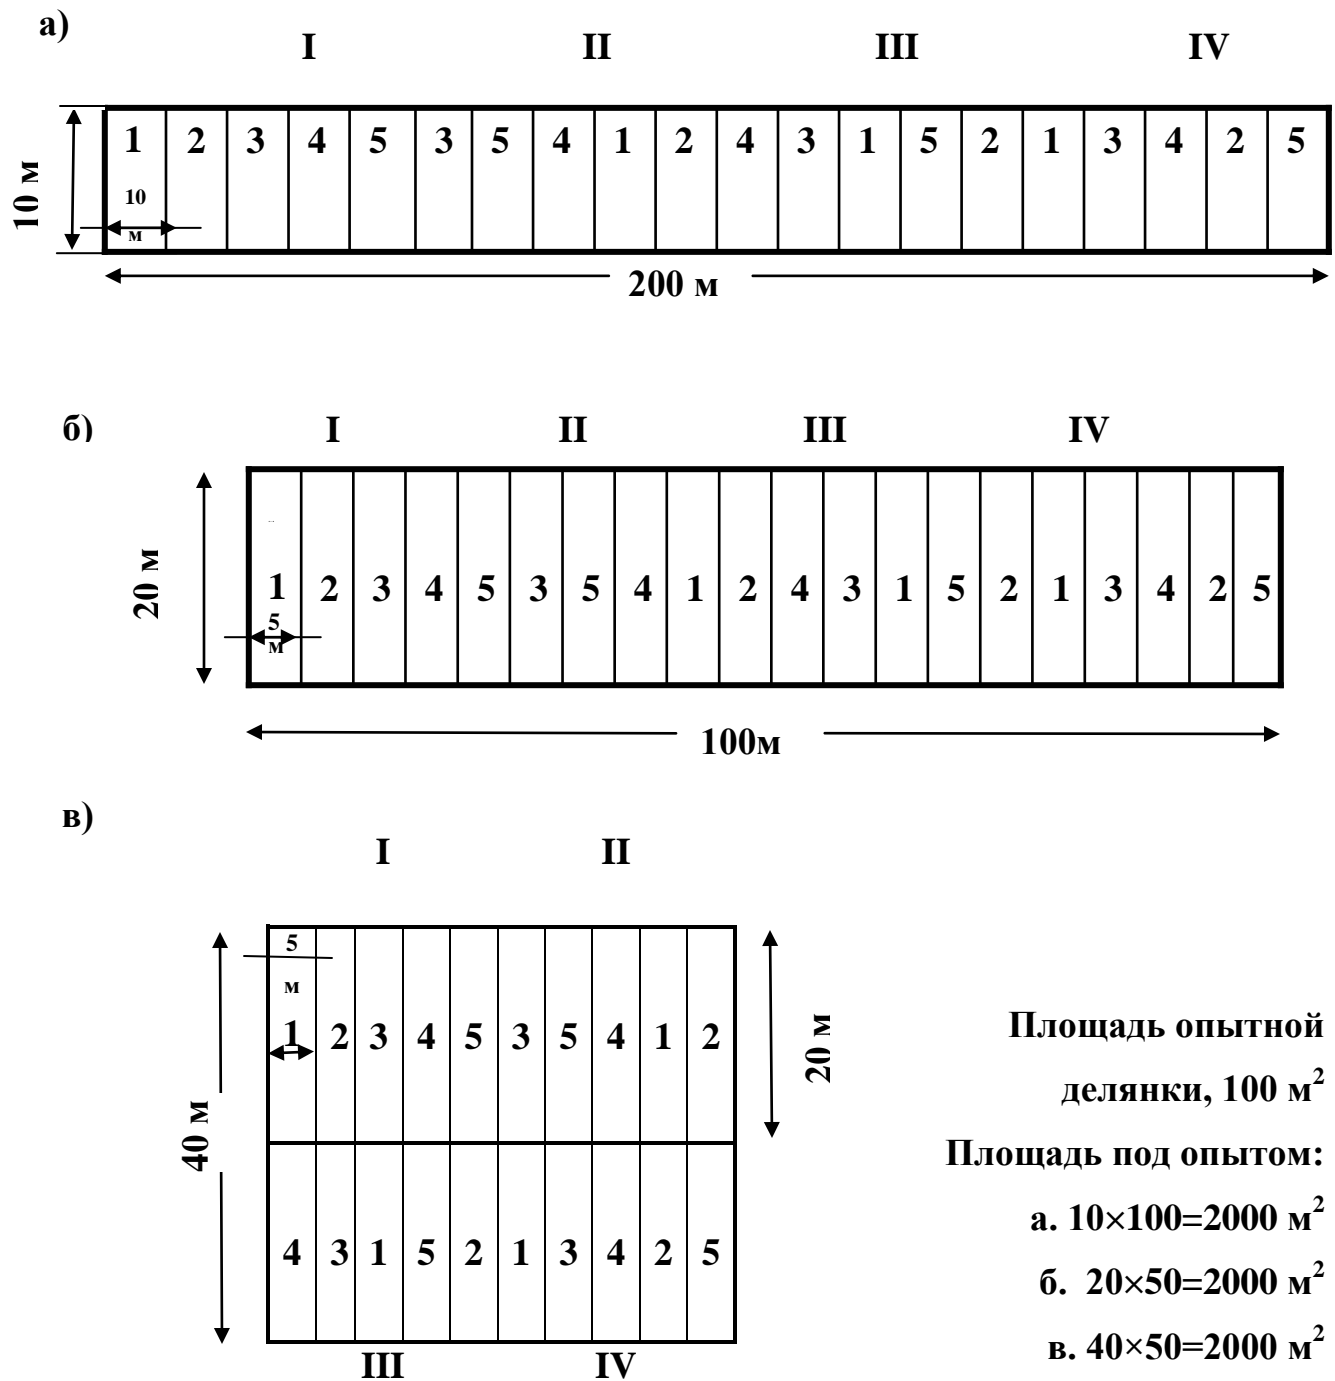 а)
I II III IV
10 м
1 2 3 4 5 3 5 4 1 2 4 3 1 5 2 1 3 4 2 5
10
м
200 м
б)
I II III IV
20 м
1 2 3 4 5 3 5 4 1 2 4 3 1 5 2 1 3 4 2 5
5
м
100м
в)
I II
5
м
1 2 3 4 5 3 5 4 1 2
40 м
20 м
4 3 1 5 2 1 3 4 2 5
III IV
Площадь опытной
делянки, 100 м²
Площадь под опытом:
а. 10×100=2000 м²
б. 20×50=2000 м²
в. 40×50=2000 м²